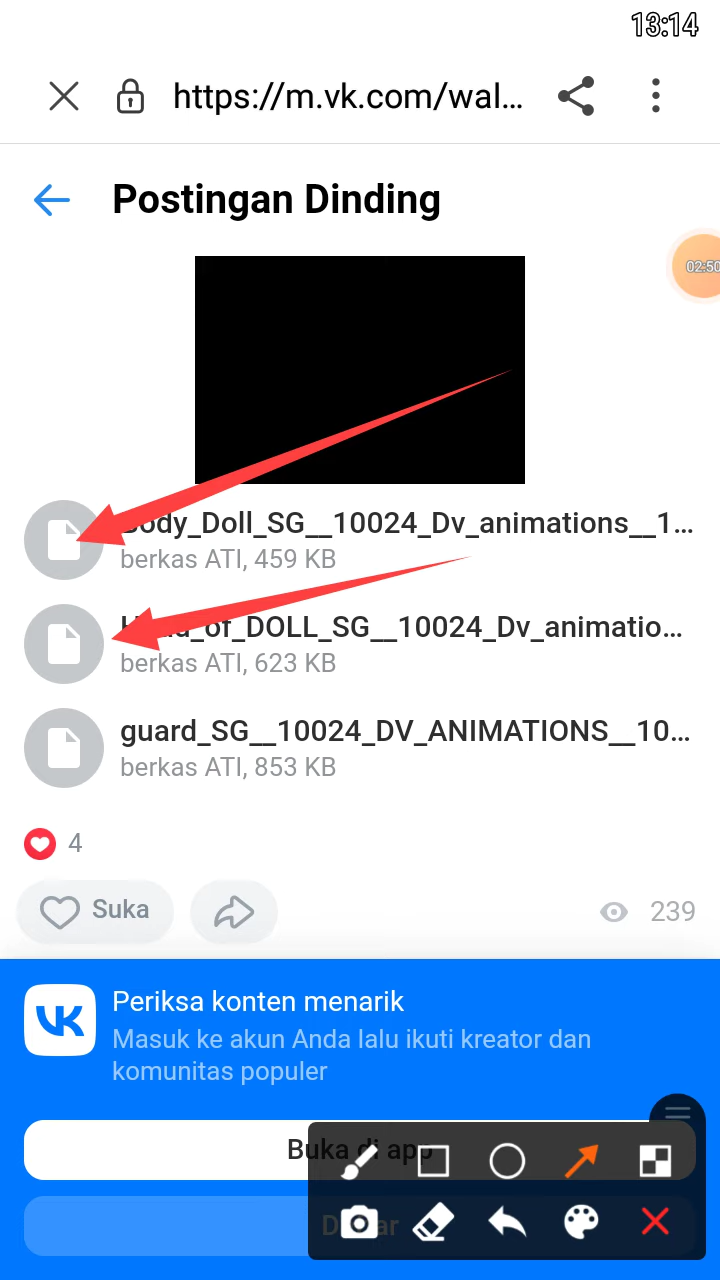 13:14
https://m.vk.com/wal...
Postingan Dinding
02:50
Body_Doll_SG__10024_Dv_animations__1...
berkas ATI, 459 KB
Head_of_DOLL_SG__10024_Dv_animatio...
berkas ATI, 623 KB
guard_SG__10024_DV_ANIMATIONS__10...
berkas ATI, 853 KB
4
Suka
239
Periksa konten menarik
Masuk ke akun Anda lalu ikuti kreator dan
komunitas populer
Buka di app